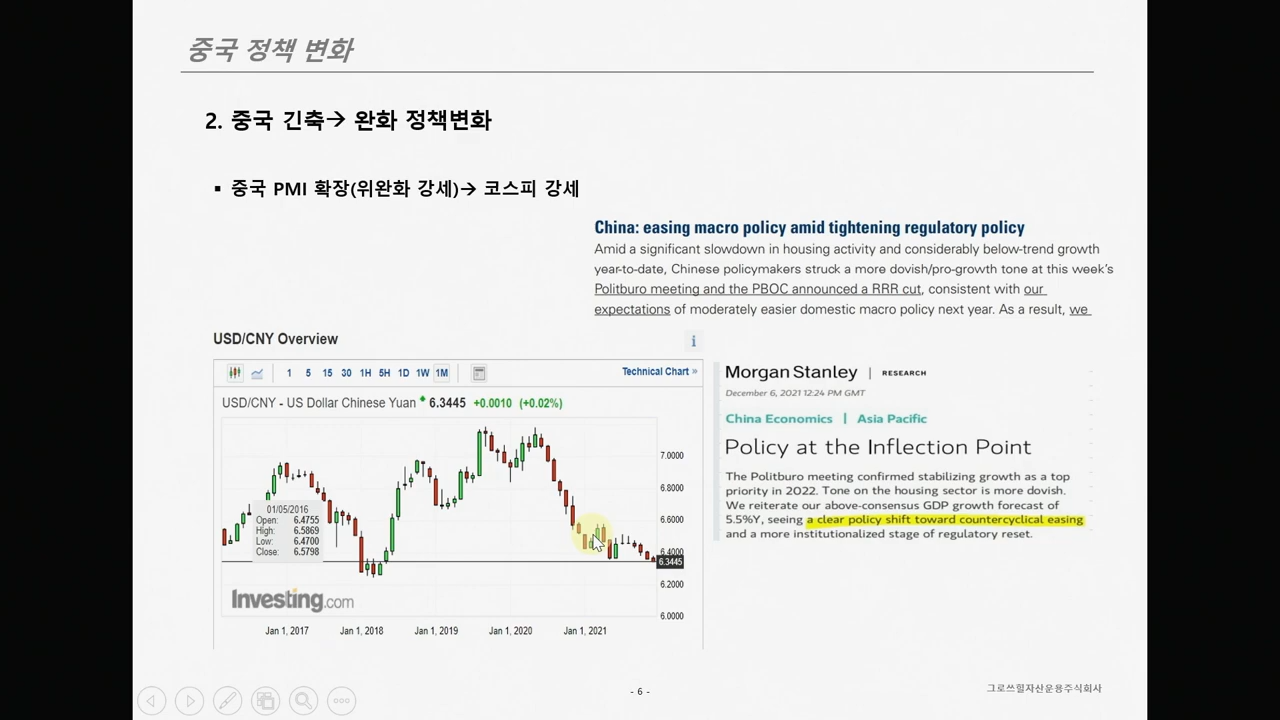 중국 정책 변화
2. 중국 긴축→ 완화 정책변화
▪ 중국 PMI 확장(위완화 강세)→ 코스피 강세
China: easing macro policy amid tightening regulatory policy
Amid a significant slowdown in housing activity and considerably below-trend growth
year-to-date, Chinese policymakers struck a more dovish/pro-growth tone at this week's
Politburo meeting and the PBOC announced a RRR cut, consistent with our
expectations of moderately easier domestic macro policy next year. As a result, we
USD/CNY Overview
i
1 5 15 30 1H 5H 1D 1W 1M
Technical Chart »
USD/CNY - US Dollar Chinese Yuan 6.3445 +0.0010 (+0.02%)
7.0000
6.8000
6.6000
6.4000
6.3445
6.2000
6.0000
01/05/2016
Open: 6.4755
High: 6.5869
Low: 6.4700
Close: 6.5798
Investing.com
Jan 1, 2017 Jan 1, 2018 Jan 1, 2019 Jan 1, 2020 Jan 1, 2021
Morgan Stanley | RESEARCH
December 6, 2021 12:24 PM GMT
China Economics | Asia Pacific
Policy at the Inflection Point
The Politburo meeting confirmed stabilizing growth as a top
priority in 2022. Tone on the housing sector is more dovish.
We reiterate our above-consensus GDP growth forecast of
5.5%Y, seeing a clear policy shift toward countercyclical easing
and a more institutionalized stage of regulatory reset.
- 6 -
그로쓰힐자산운용주식회사